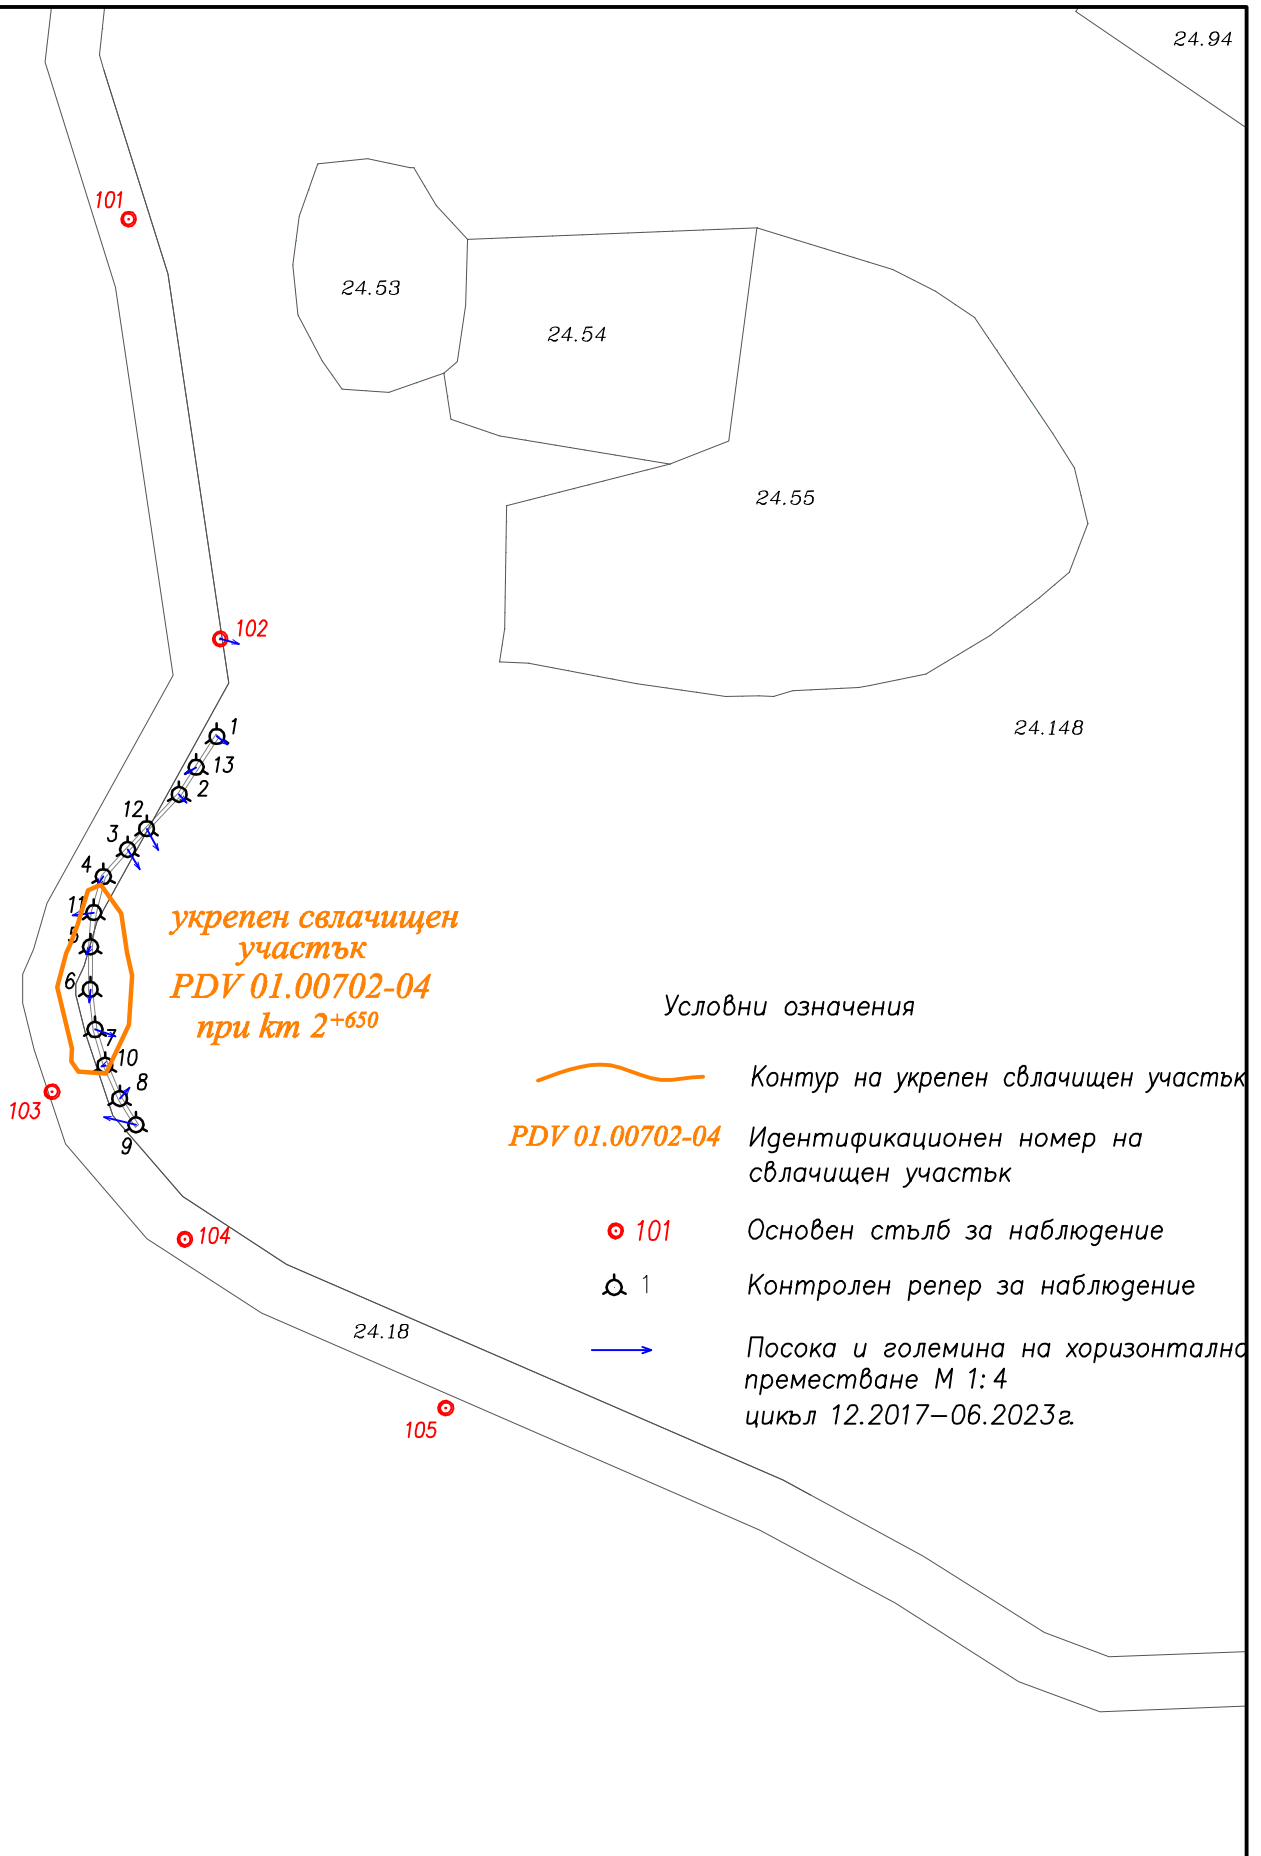 24.94
101
24.53
24.54
24.55
102
24.148
1
13
2
12
3
4
11
5
6
7
10
8
9
103
104
24.18
105
укрепен свлачищен
участък
PDV 01.00702-04
при km 2+650
Условни означения
Контур на укрепен свлачищен участък
PDV 01.00702-04
Идентификационен номер на
свлачищен участък
101
Основен стълб за наблюдение
1
Контролен репер за наблюдение
Посока и големина на хоризонтално
преместване М 1:4
цикъл 12.2017–06.2023г.